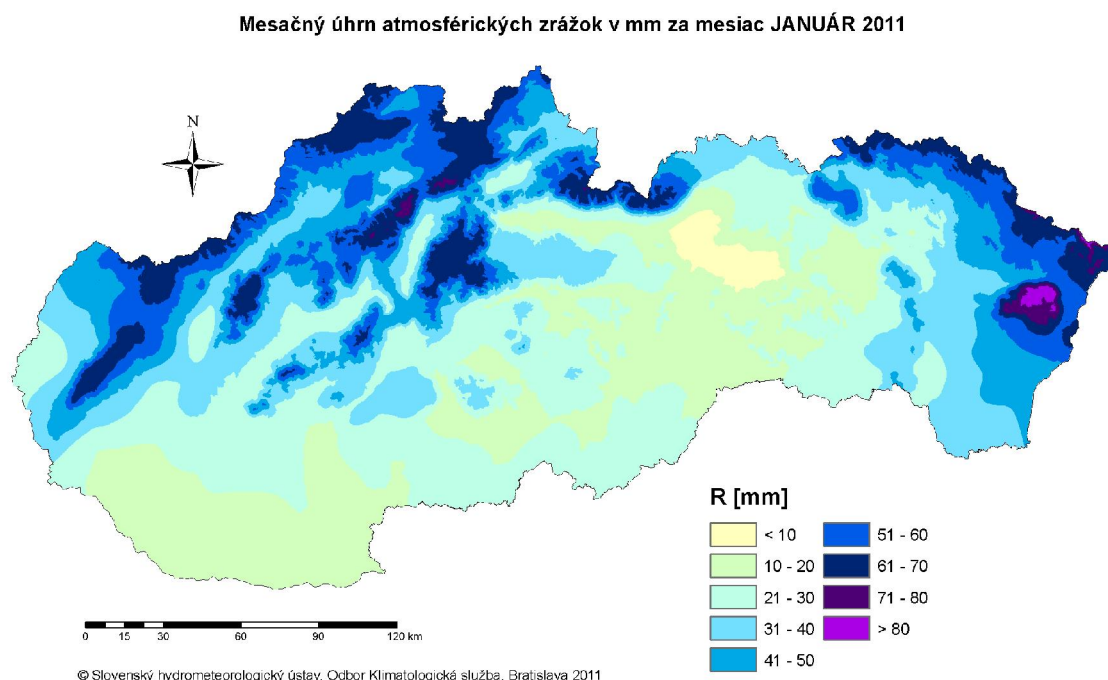 Mesačný úhrn atmosférických zrážok v mm za mesiac JANUÁR 2011
N
R [mm]
< 10
10 - 20
21 - 30
31 - 40
41 - 50
51 - 60
61 - 70
71 - 80
> 80
0 15 30 60 90 120 km
© Slovenský hydrometeorologický ústav, Odbor Klimatologická služba, Bratislava 2011